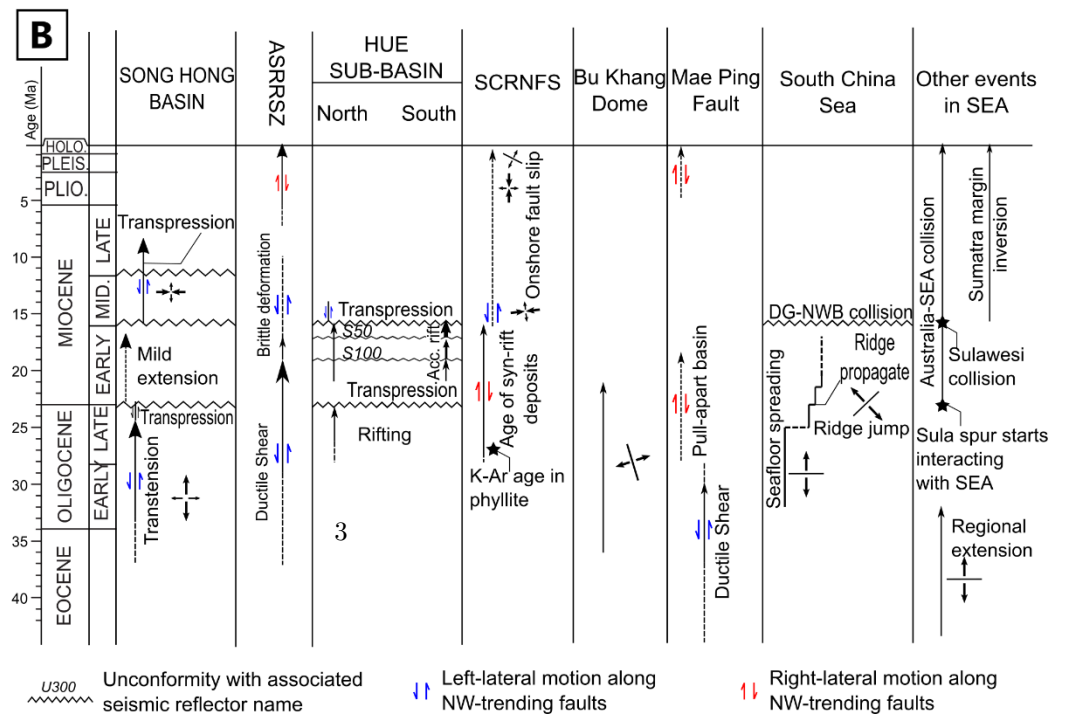 B
Age (Ma)
SONG HONG
BASIN
ASRRSZ
HUE
SUB-BASIN
North
South
SCRNFS
Bu Khang
Dome
Mae Ping
Fault
South China
Sea
Other events
in SEA
HOLO.
PLEIS.
PLIO.
MIOCENE
LATE
MID.
EARLY
OLIGOCENE
LATE
EARLY
EOCENE
5
10
15
20
25
30
35
40
Transpression
Mild
extension
Transpression
Transtension
Brittle deformation
Ductile Shear
Transpression
S50
S100
Acc. rift
Transpression
Rifting
3
Onshore fault slip
Age of syn-rift
deposits
K-Ar age in
phyllite
Pull-apart basin
Ductile Shear
DG-NWB collision
Seafloor spreading
Ridge
propagate
Ridge jump
Australia-SEA collision
Sumatra margin
inversion
Sulawesi
collision
Sula spur starts
interacting
with SEA
Regional
extension
U300
Unconformity with associated
seismic reflector name
Left-lateral motion along
NW-trending faults
Right-lateral motion along
NW-trending faults